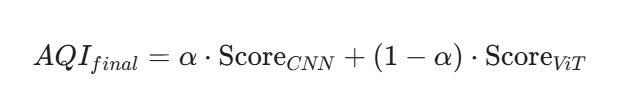 AQI_{final} = α · Score_{CNN} + (1 − α) · Score_{ViT}